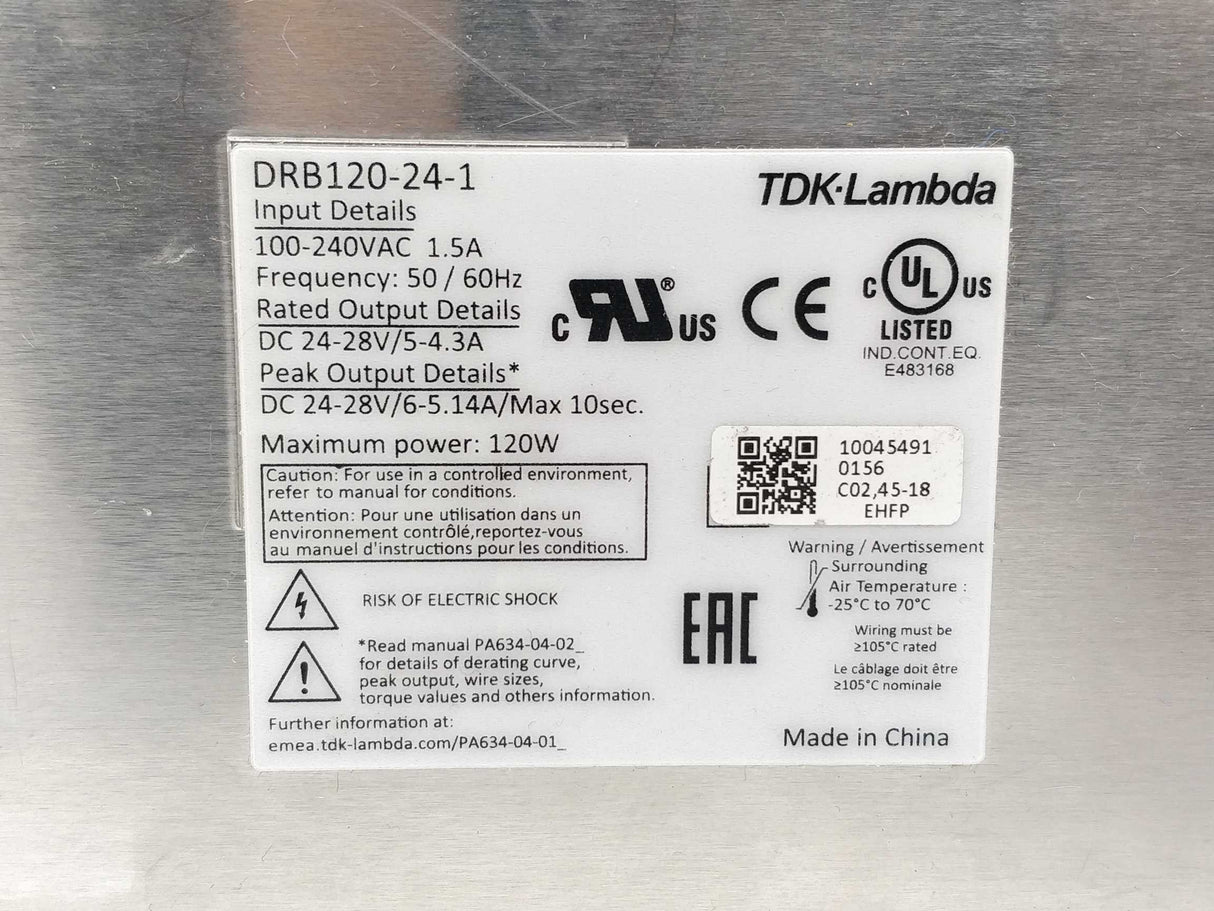 DRB120-24-1
Input Details
100-240VAC 1.5A
Frequency: 50 / 60Hz
Rated Output Details
DC 24-28V/5-4.3A
Peak Output Details*
DC 24-28V/6-5.14A/Max 10sec.
Maximum power: 120W
Caution: For use in a controlled environment,
refer to manual for conditions.
Attention: Pour une utilisation dans un
environnement contrôlé,reportez-vous
au manuel d'instructions pour les conditions.
RISK OF ELECTRIC SHOCK
*Read manual PA634-04-02_
for details of derating curve,
peak output, wire sizes,
torque values and others information.
Further information at:
emea.tdk-lambda.com/PA634-04-01_
TDK·Lambda
c RU® US
CE
c UL US
LISTED
IND.CONT.EQ.
E483168
10045491
0156
C02,45-18
EHFP
Warning / Avertissement
Surrounding
Air Temperature :
-25°C to 70°C
Wiring must be
≥105°C rated
Le câblage doit être
≥105°C nominale
EAC
Made in China